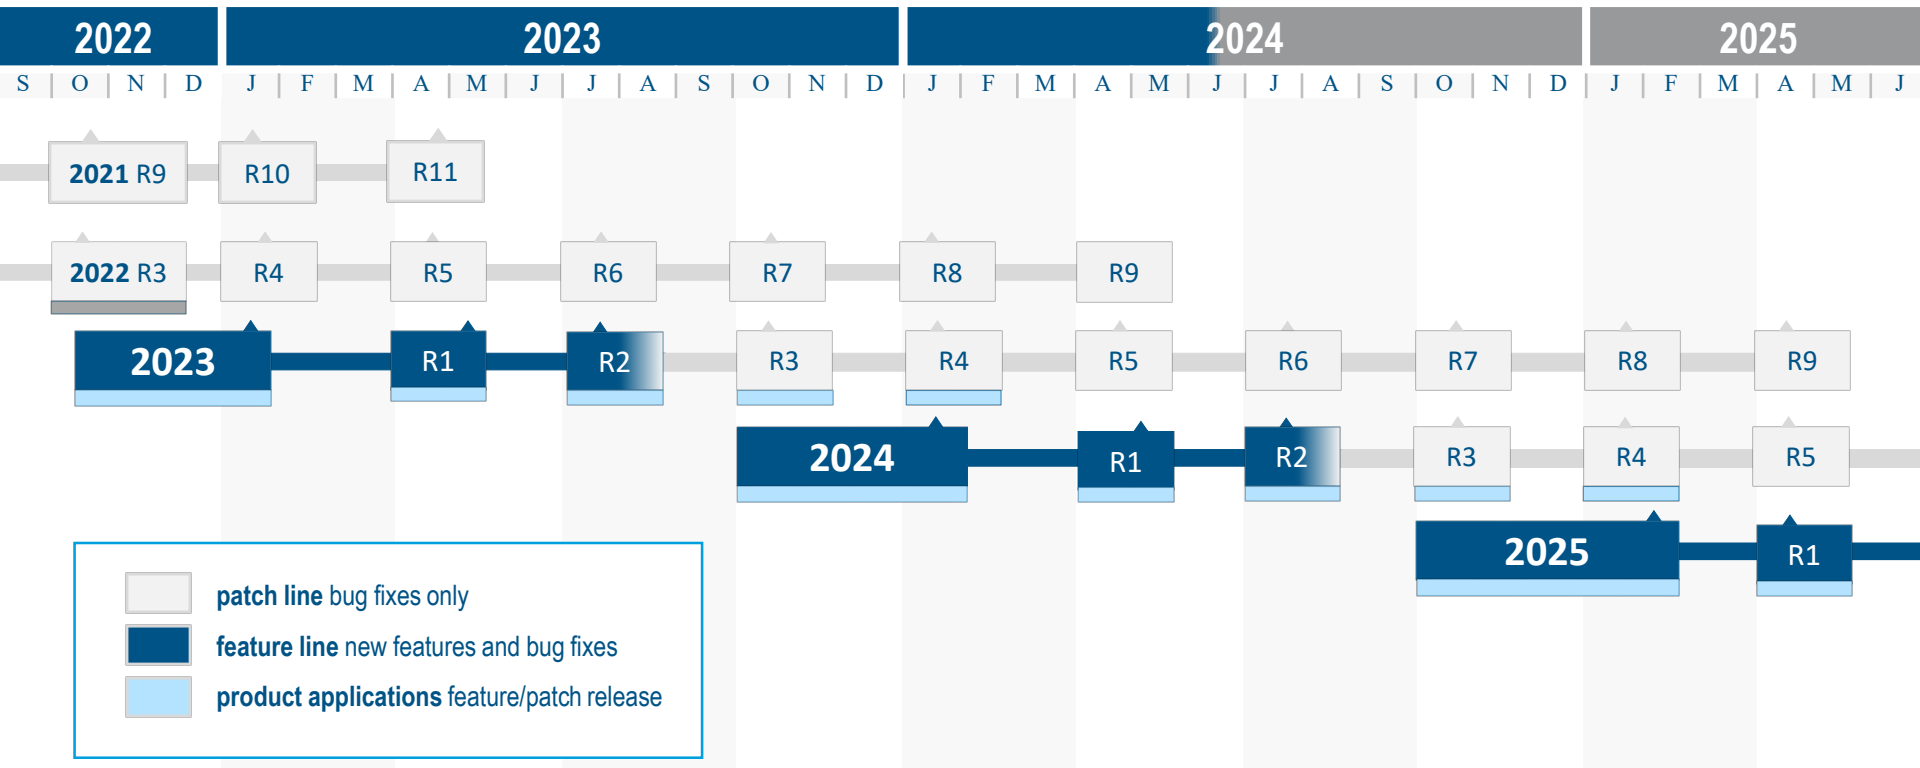 2022 2023 2024 2025
S | O | N | D | J | F | M | A | M | J | J | A | S | O | N | D | J | F | M | A | M | J | J | A | S | O | N | D | J | F | M | A | M | J
2021 R9 R10 R11
2022 R3 R4 R5 R6 R7 R8 R9
2023 R1 R2 R3 R4 R5 R6 R7 R8 R9
2024 R1 R2 R3 R4 R5
2025 R1
patch line bug fixes only
feature line new features and bug fixes
product applications feature/patch release